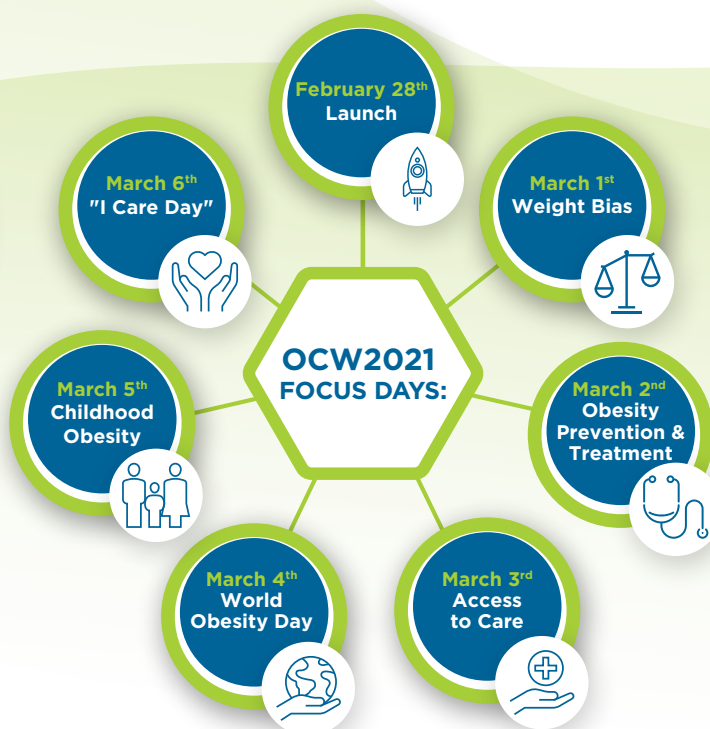 OCW2021
FOCUS DAYS:
February 28th
Launch
March 1st
Weight Bias
March 2nd
Obesity
Prevention &
Treatment
March 3rd
Access
to Care
March 4th
World
Obesity Day
March 5th
Childhood
Obesity
March 6th
"I Care Day"